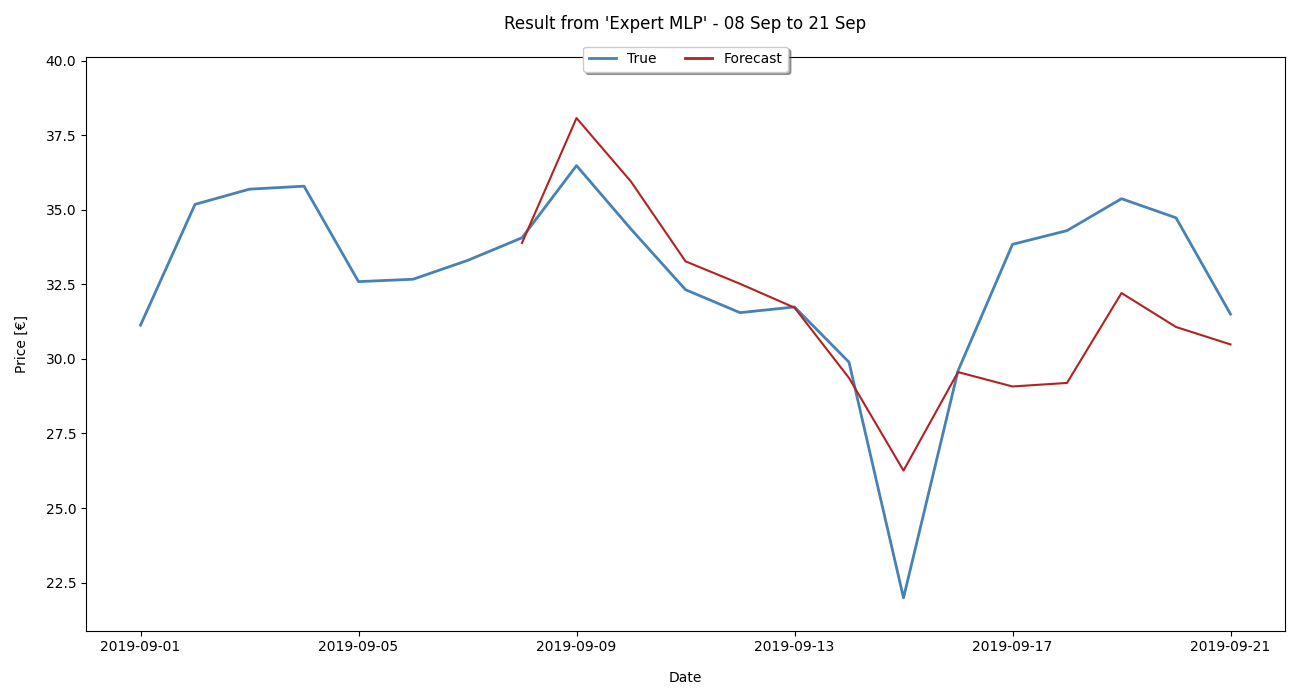 Result from 'Expert MLP' - 08 Sep to 21 Sep
True Forecast
40.0
37.5
35.0
32.5
30.0
27.5
25.0
22.5
Price [€]
2019-09-01 2019-09-05 2019-09-09 2019-09-13 2019-09-17 2019-09-21
Date